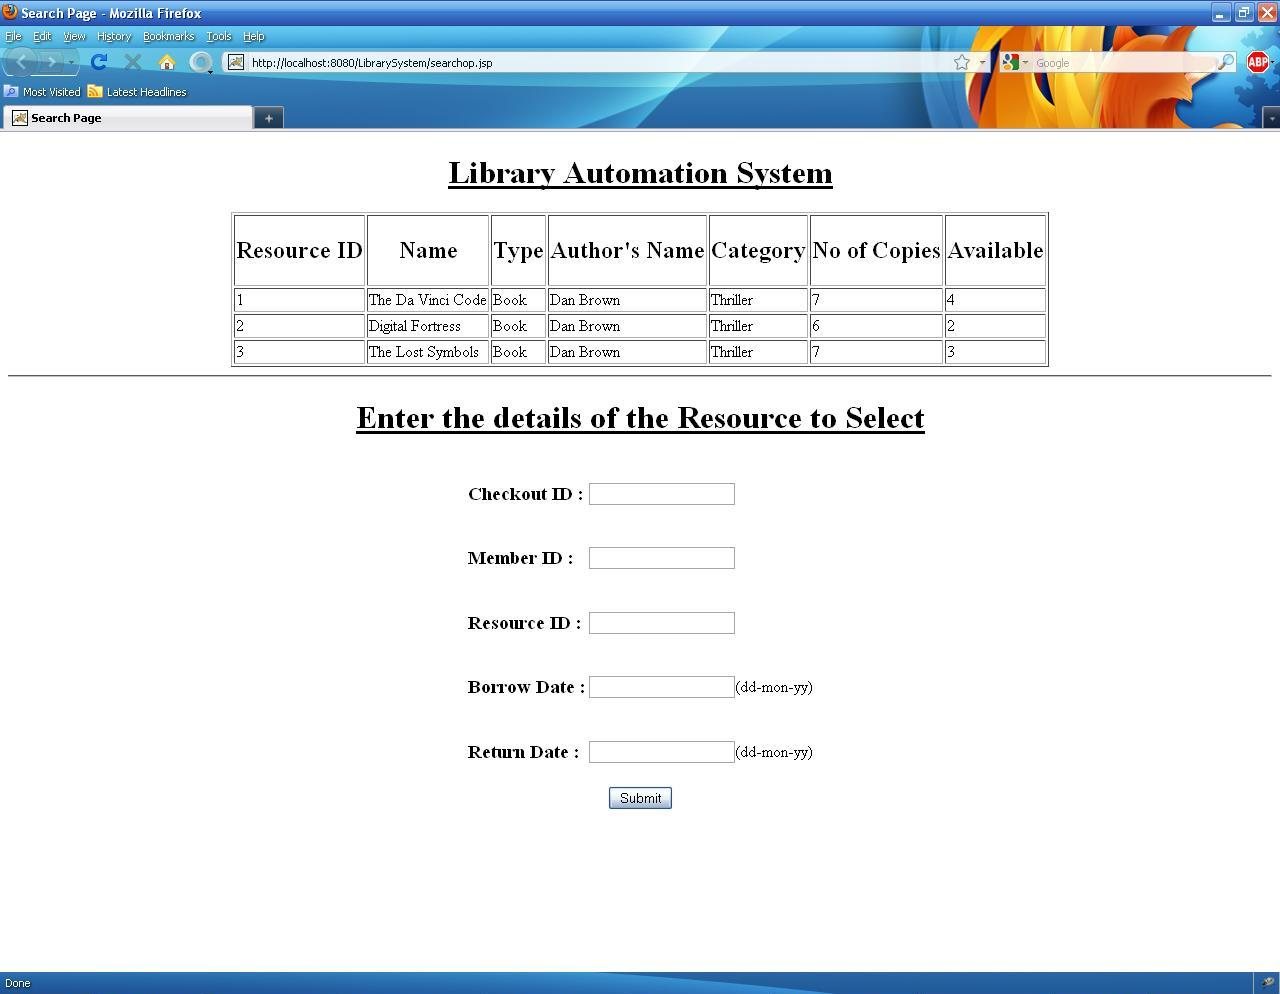 Search Page - Mozilla Firefox
File Edit View History Bookmarks Tools Help
http://localhost:8080/LibrarySystem/searchop.jsp Google ABP
Most Visited Latest Headlines
Search Page
Library Automation System
Resource ID Name Type Author's Name Category No of Copies Available
1 The Da Vinci Code Book Dan Brown Thriller 7 4
2 Digital Fortress Book Dan Brown Thriller 6 2
3 The Lost Symbols Book Dan Brown Thriller 7 3
Enter the details of the Resource to Select
Checkout ID :
Member ID :
Resource ID :
Borrow Date : (dd-mon-yy)
Return Date : (dd-mon-yy)
Submit
Done